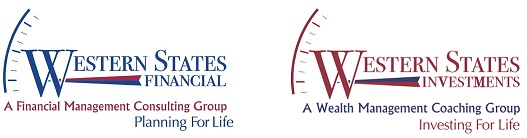 WESTERN STATES
FINANCIAL
A Financial Management Consulting Group
Planning For Life
WESTERN STATES
INVESTMENTS
A Wealth Management Coaching Group
Investing For Life